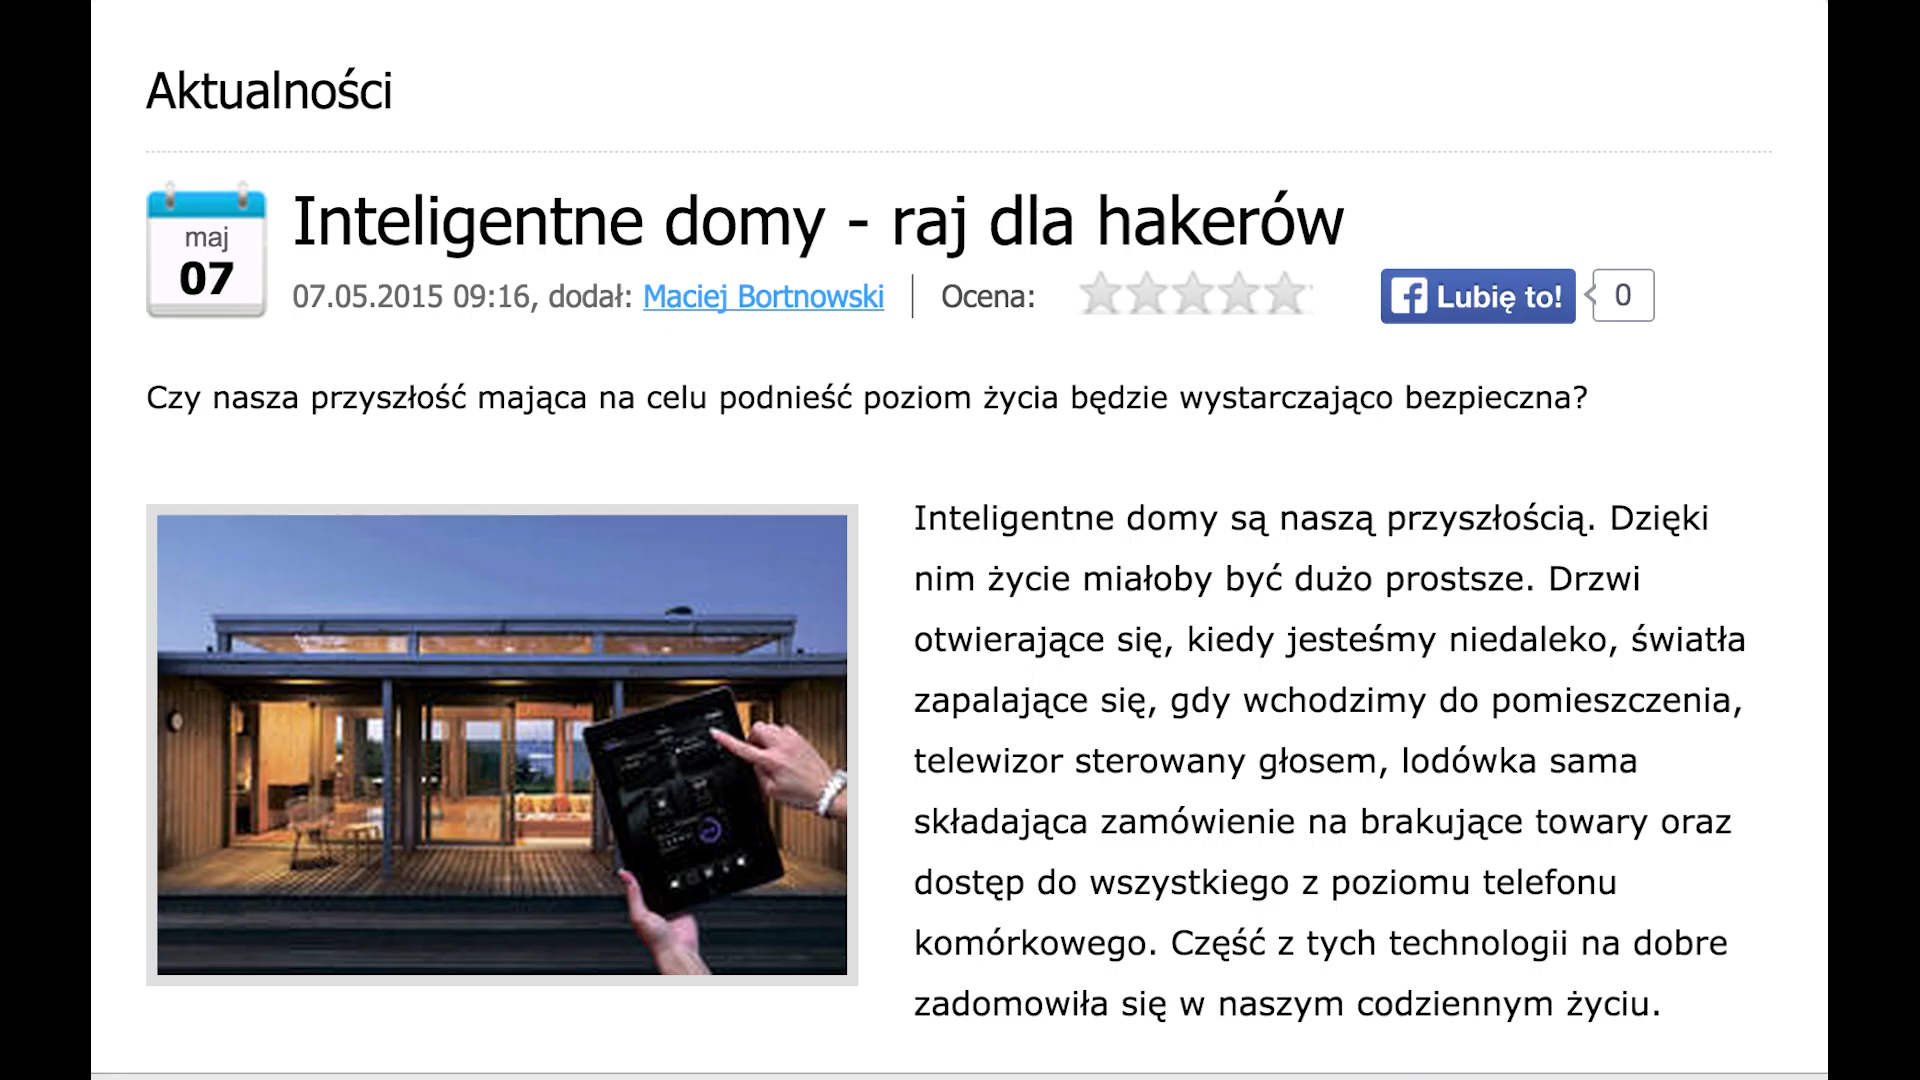 Aktualności
maj
07
Inteligentne domy - raj dla hakerów
07.05.2015 09:16, dodał: Maciej Bortnowski | Ocena:
Lubię to! 0
Czy nasza przyszłość mająca na celu podnieść poziom życia będzie wystarczająco bezpieczna?
Inteligentne domy są naszą przyszłością. Dzięki
nim życie miałoby być dużo prostsze. Drzwi
otwierające się, kiedy jesteśmy niedaleko, światła
zapalające się, gdy wchodzimy do pomieszczenia,
telewizor sterowany głosem, lodówka sama
składająca zamówienie na brakujące towary oraz
dostęp do wszystkiego z poziomu telefonu
komórkowego. Część z tych technologii na dobre
zadomowiła się w naszym codziennym życiu.